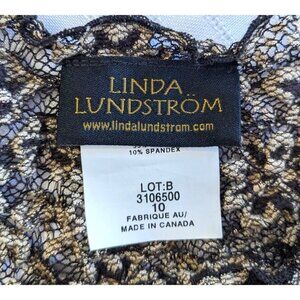 LINDA
LUNDSTRÖM
www.lindalundstrom.com
10% SPANDEX
LOT:B
3106500
10
FABRIQUE AU/
MADE IN CANADA